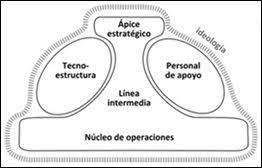 Ápice
estratégico
ideología
Tecno-
estructura
Personal
de apoyo
Línea
intermedia
Núcleo de operaciones